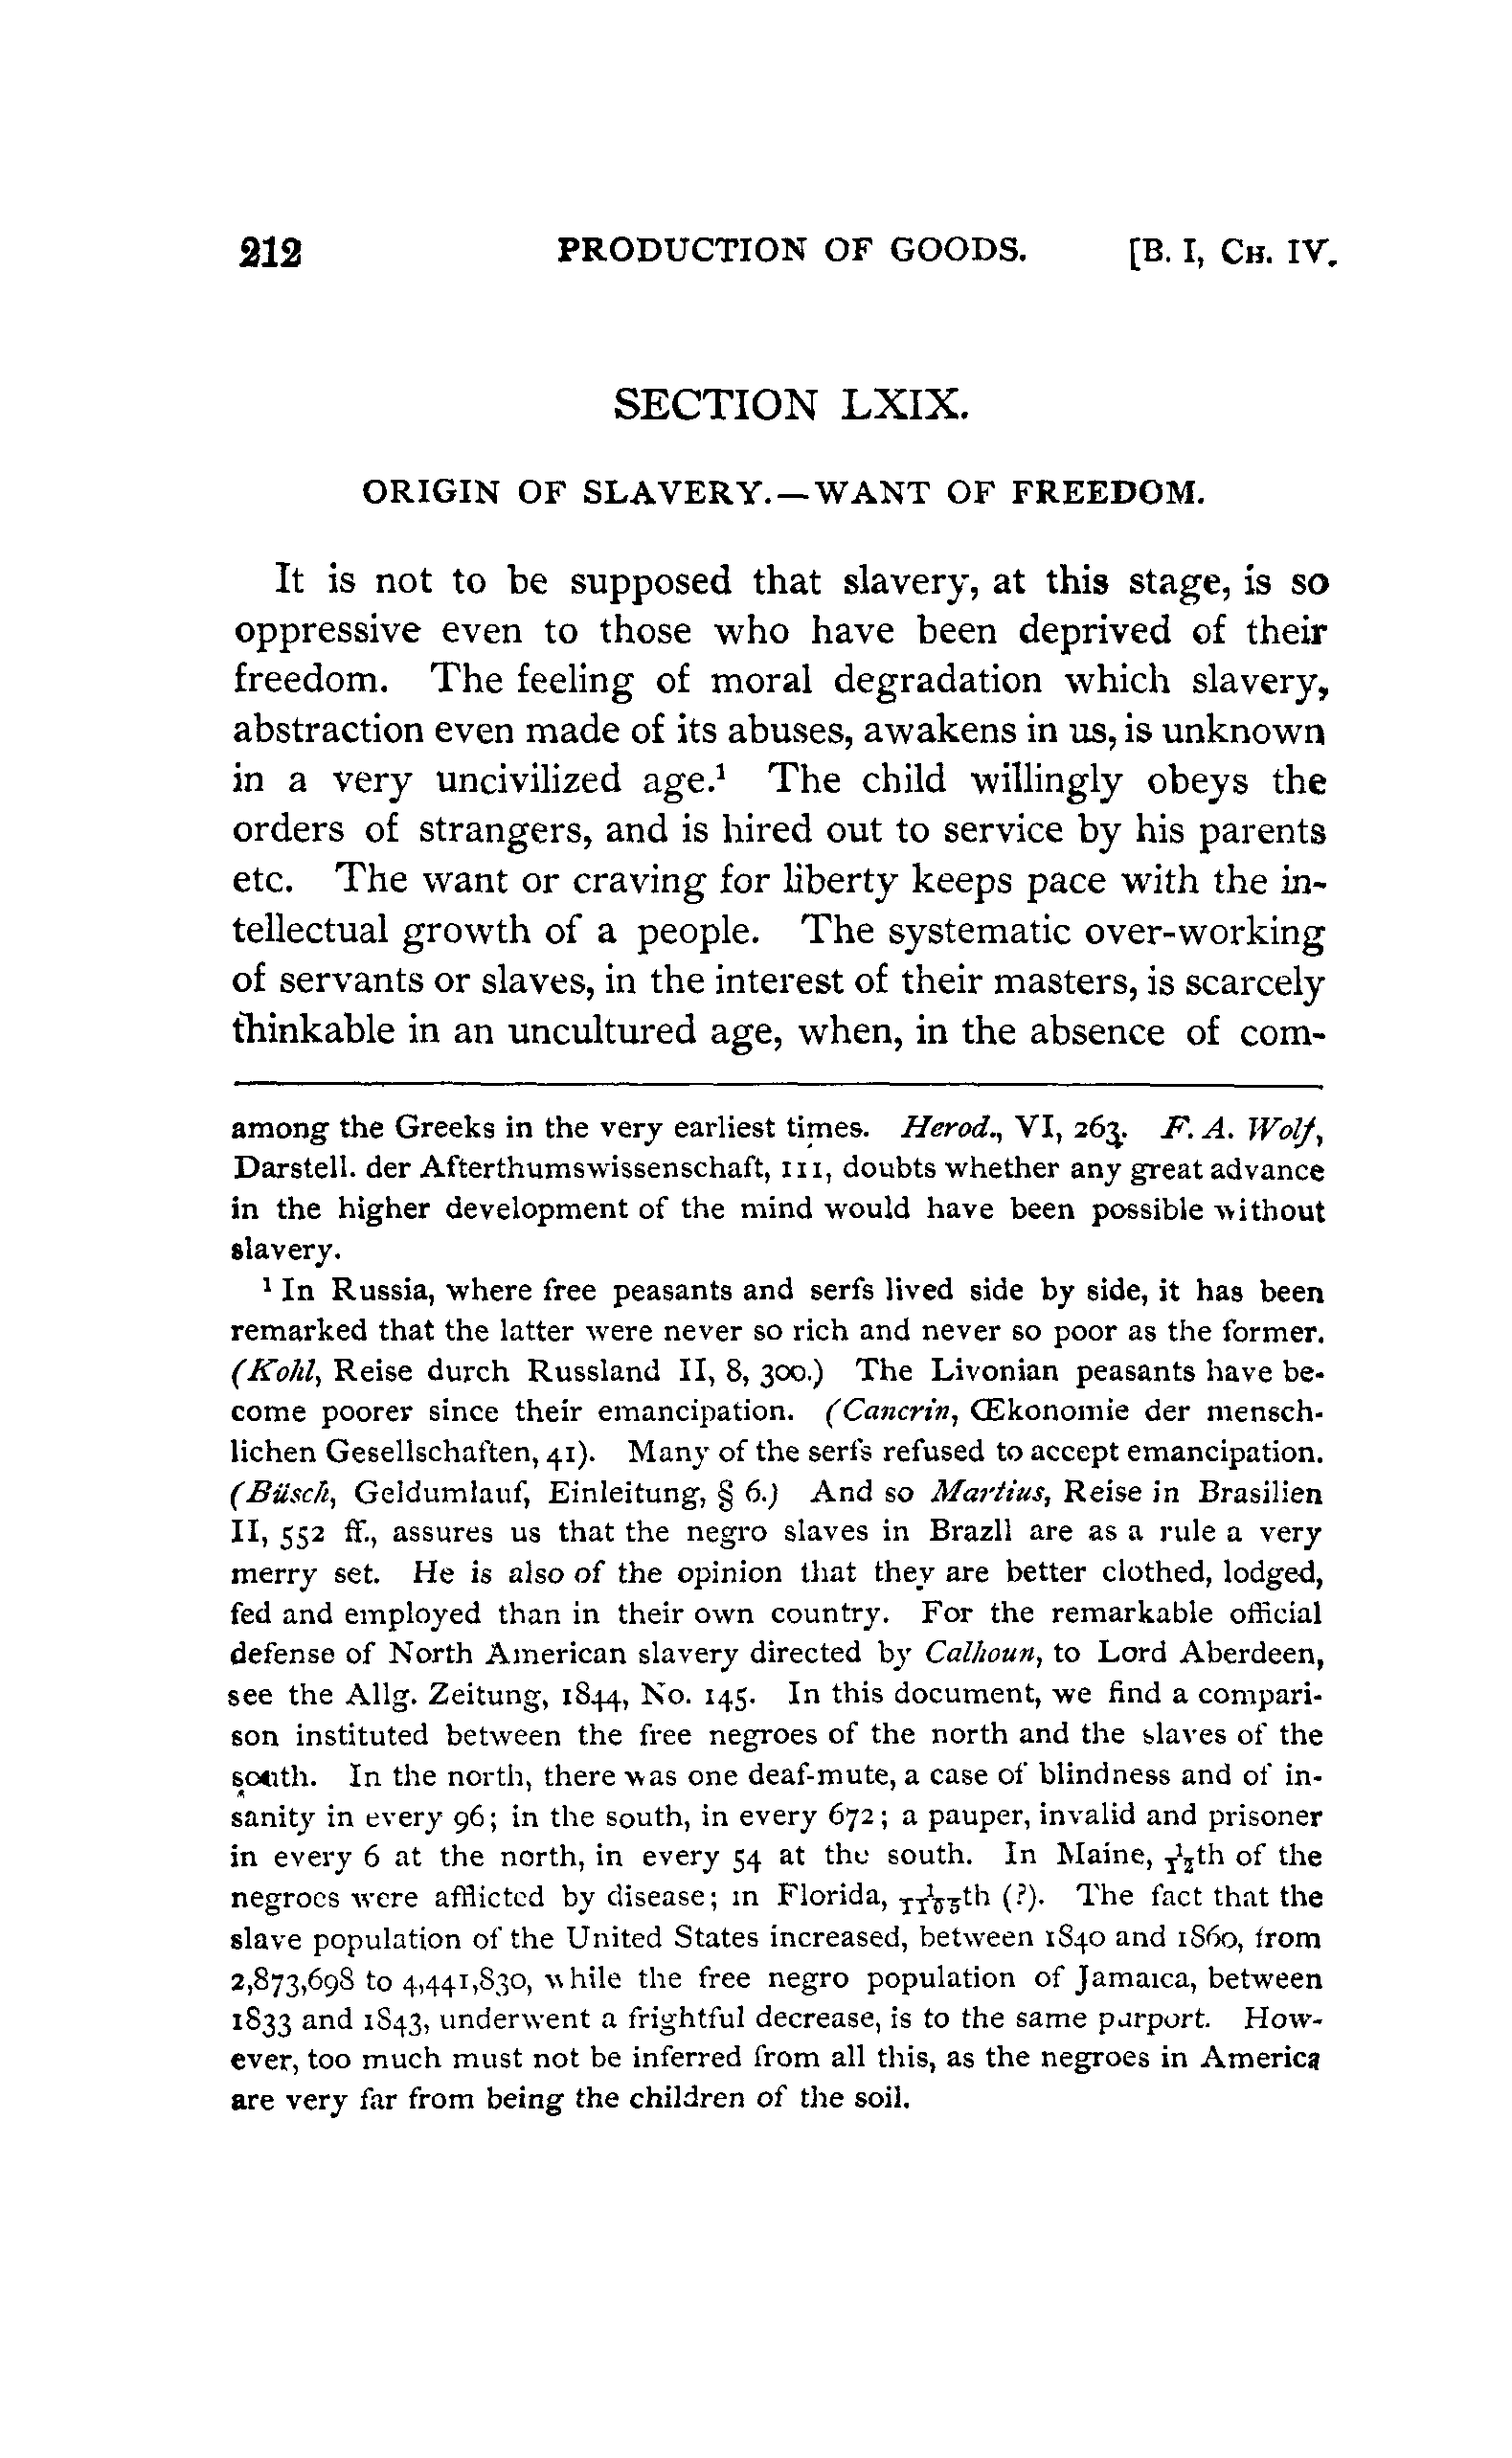 212 PRODUCTION OF GOODS. [B. I, CH. IV.
SECTION LXIX.
ORIGIN OF SLAVERY.—WANT OF FREEDOM.
It is not to be supposed that slavery, at this stage, is so
oppressive even to those who have been deprived of their
freedom. The feeling of moral degradation which slavery,
abstraction even made of its abuses, awakens in us, is unknown
in a very uncivilized age.¹ The child willingly obeys the
orders of strangers, and is hired out to service by his parents
etc. The want or craving for liberty keeps pace with the in-
tellectual growth of a people. The systematic over-working
of servants or slaves, in the interest of their masters, is scarcely
thinkable in an uncultured age, when, in the absence of com-
among the Greeks in the very earliest times. Herod., VI, 263. F. A. Wolf,
Darstell. der Afterthumswissenschaft, 111, doubts whether any great advance
in the higher development of the mind would have been possible without
slavery.
¹ In Russia, where free peasants and serfs lived side by side, it has been
remarked that the latter were never so rich and never so poor as the former.
(Kohl, Reise durch Russland II, 8, 300.) The Livonian peasants have be-
come poorer since their emancipation. (Cancrin, Œkonomie der mensch-
lichen Gesellschaften, 41). Many of the serfs refused to accept emancipation.
(Büsch, Geldumlauf, Einleitung, § 6.) And so Martius, Reise in Brasilien
II, 552 ff., assures us that the negro slaves in Brazll are as a rule a very
merry set. He is also of the opinion that they are better clothed, lodged,
fed and employed than in their own country. For the remarkable official
defense of North American slavery directed by Calhoun, to Lord Aberdeen,
see the Allg. Zeitung, 1844, No. 145. In this document, we find a compari-
son instituted between the free negroes of the north and the slaves of the
south. In the north, there was one deaf-mute, a case of blindness and of in-
sanity in every 96; in the south, in every 672; a pauper, invalid and prisoner
in every 6 at the north, in every 54 at the south. In Maine, 1/12th of the
negroes were afflicted by disease; in Florida, 1/1105th (?). The fact that the
slave population of the United States increased, between 1840 and 1860, from
2,873,698 to 4,441,830, while the free negro population of Jamaica, between
1833 and 1843, underwent a frightful decrease, is to the same purport. How-
ever, too much must not be inferred from all this, as the negroes in America
are very far from being the children of the soil.